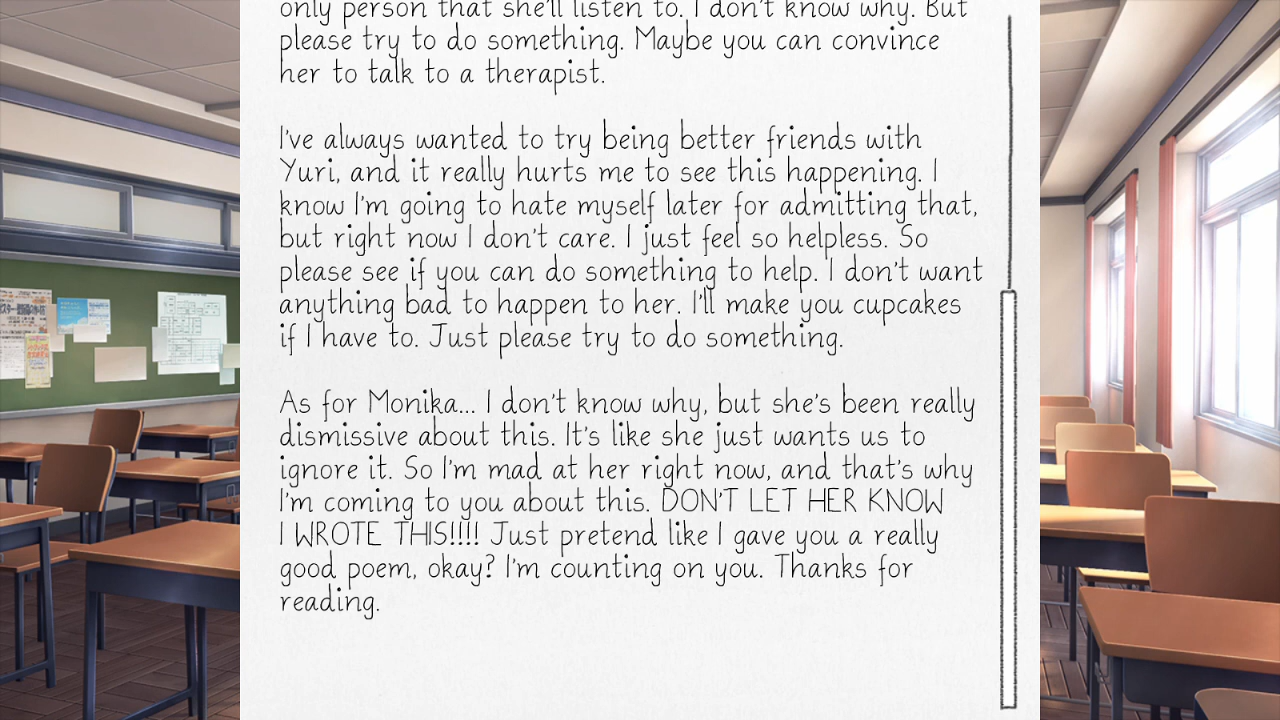 only person that she'll listen to. I don't know why. But
please try to do something. Maybe you can convince
her to talk to a therapist.
I've always wanted to try being better friends with
Yuri, and it really hurts me to see this happening. I
know I'm going to hate myself later for admitting that,
but right now I don't care. I just feel so helpless. So
please see if you can do something to help. I don't want
anything bad to happen to her. I'll make you cupcakes
if I have to. Just please try to do something.
As for Monika... I don't know why, but she's been really
dismissive about this. It's like she just wants us to
ignore it. So I'm mad at her right now, and that's why
I'm coming to you about this. DON'T LET HER KNOW
I WROTE THIS!!!! Just pretend like I gave you a really
good poem, okay? I'm counting on you. Thanks for
reading.